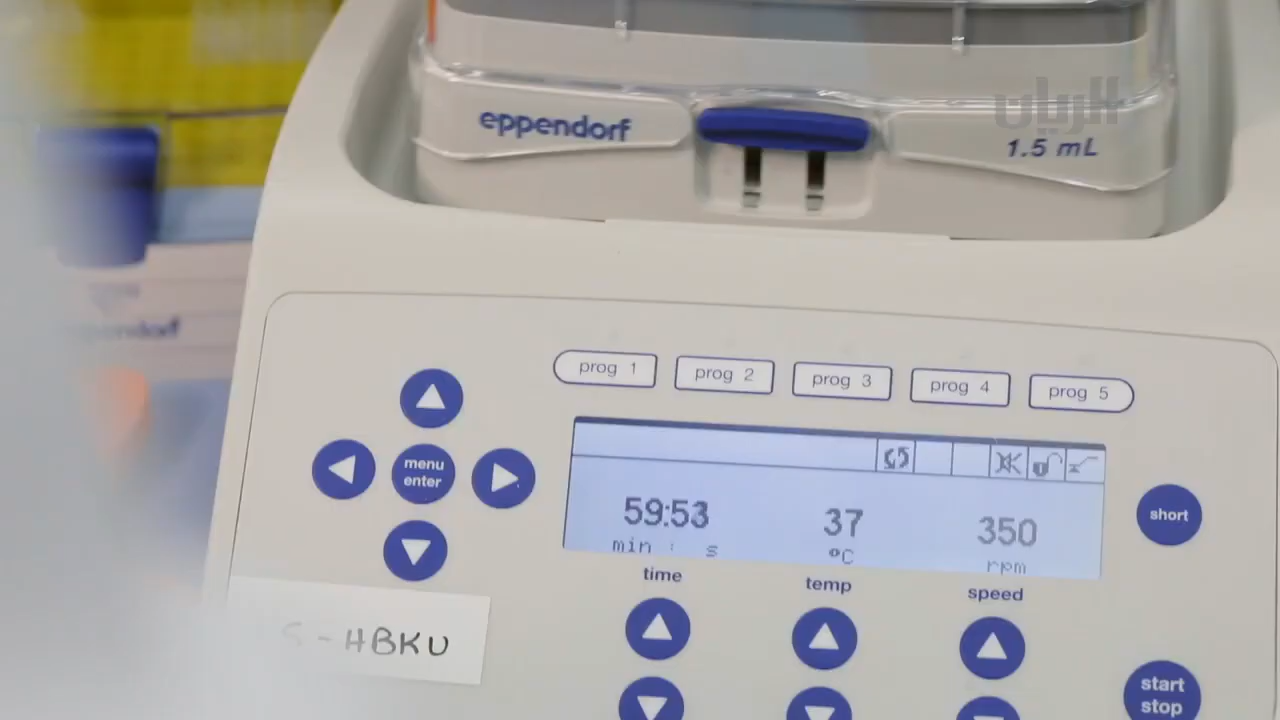 الريان
eppendorf
1.5 mL
eppendorf
prog 1
prog 2
prog 3
prog 4
prog 5
menu
enter
59:53
37
350
min : s
°C
rpm
short
time
temp
speed
S-HBKU
start
stop